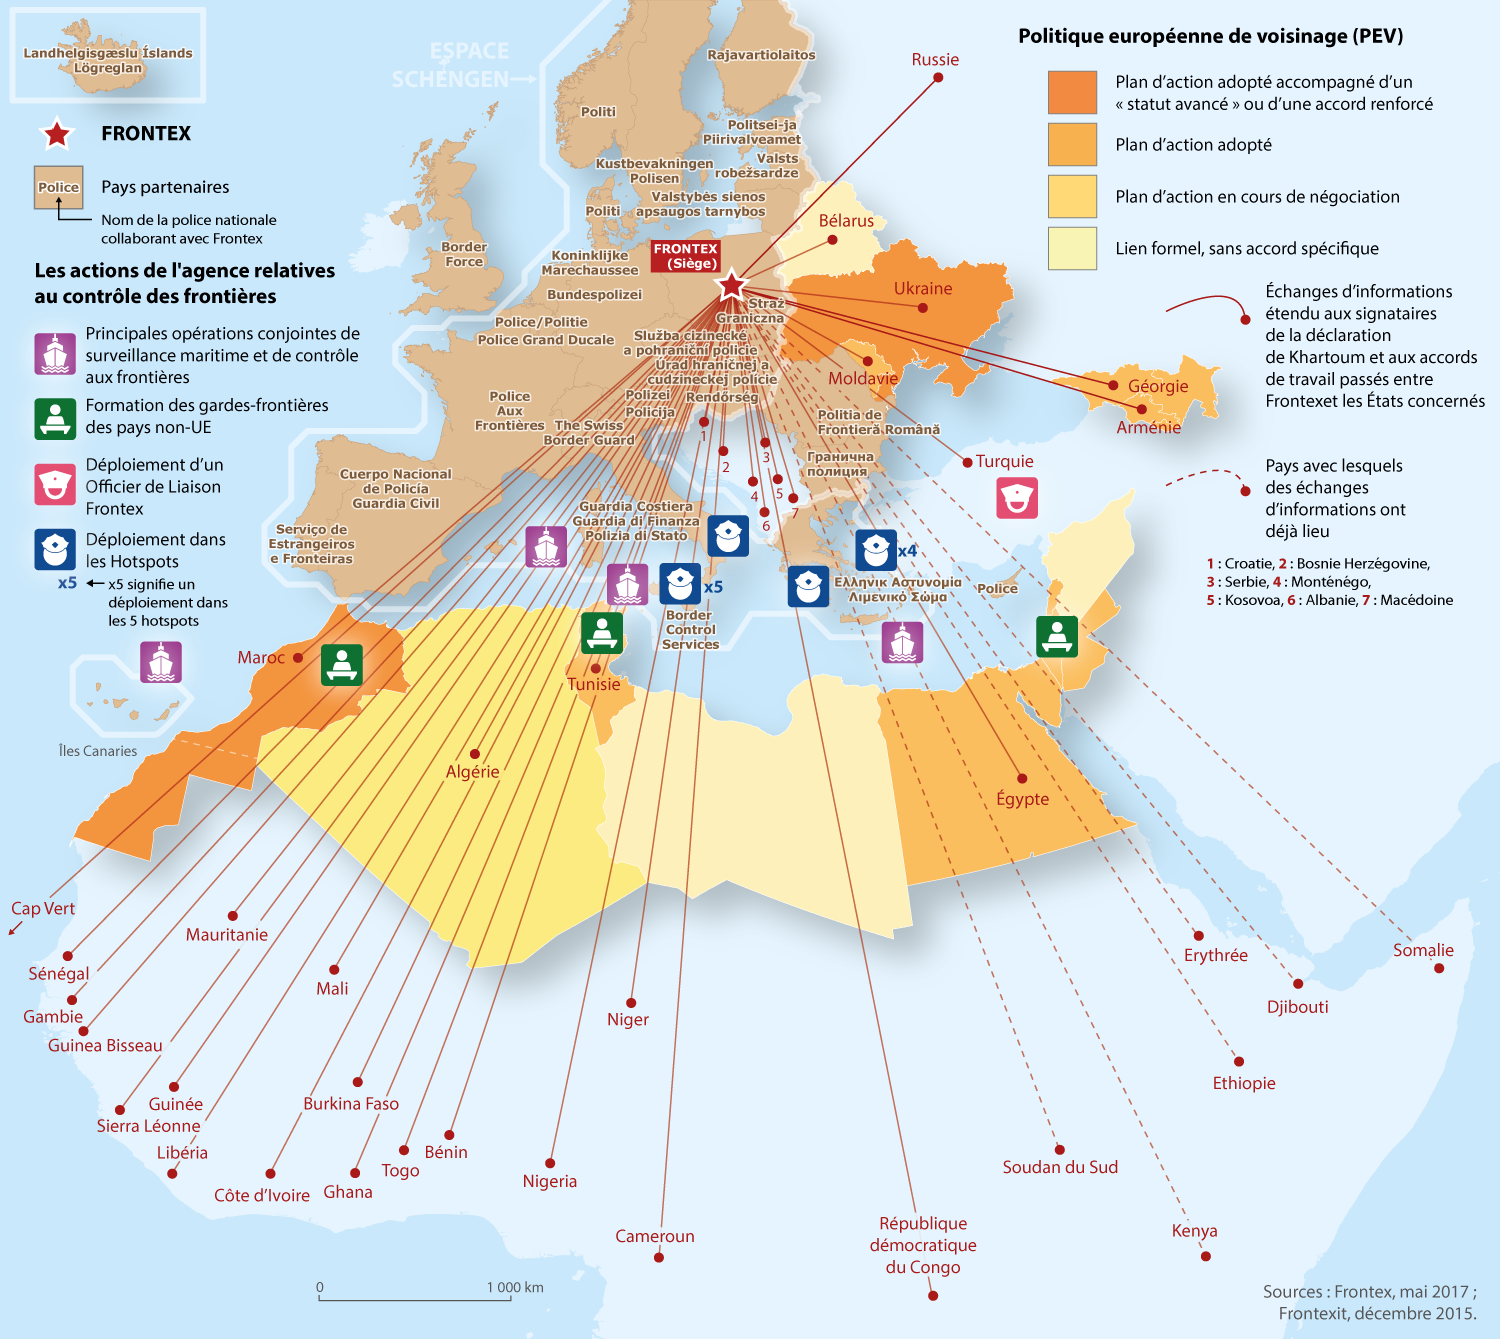 Landhelgisgæslu Íslands
Lögreglan
FRONTEX
Police
Pays partenaires
Nom de la police nationale
collaborant avec Frontex
Les actions de l'agence relatives
au contrôle des frontières
Principales opérations conjointes de
surveillance maritime et de contrôle
aux frontières
Formation des gardes-frontières
des pays non-UE
Déploiement d'un
Officier de Liaison
Frontex
Déploiement dans
les Hotspots
x5
x5 signifie un
déploiement dans
les 5 hotspots
ESPACE
SCHENGEN
Politique européenne de voisinage (PEV)
Plan d'action adopté accompagné d'un
« statut avancé » ou d'une accord renforcé
Plan d'action adopté
Plan d'action en cours de négociation
Lien formel, sans accord spécifique
Échanges d'informations
étendu aux signataires
de la déclaration
de Khartoum et aux accords
de travail passés entre
Frontexet les États concernés
Pays avec lesquels
des échanges
d'informations ont
déjà lieu
1 : Croatie, 2 : Bosnie Herzégovine,
3 : Serbie, 4 : Monténégo,
5 : Kosovoa, 6 : Albanie, 7 : Macédoine
Rajavartiolaitos
Politi
Politsei-ja
Piirivalveamet
Kustbevakningen
Polisen
Valsts
robežsardze
Valstybės sienos
apsaugos tarnybos
Politi
Border
Force
Koninklijke
Marechaussee
FRONTEX
(Siège)
Bundespolizei
Straż
Graniczna
Police/Politie
Police Grand Ducale
Služba cizinecké
a pohraniční policie
Úrad hraničnej a
cudzineckej polície
Polizei
Policija
Rendőrség
Police
Aux
Frontières
The Swiss
Border Guard
Politia de
Frontieră Română
Гранична
полиция
Cuerpo Nacional
de Policía
Guardia Civil
Serviço de
Estrangeiros
e Fronteiras
Guardia Costiera
Guardia di Finanza
Polizia di Stato
x5
x4
Ελληνικ Αστυνομία
Λιμενικό Σώμα
Police
Border
Control
Services
Russie
Bélarus
Ukraine
Moldavie
Géorgie
Arménie
Turquie
1
2
3
4
5
6
7
Maroc
Tunisie
Algérie
Égypte
Îles Canaries
Cap Vert
Sénégal
Gambie
Guinea Bisseau
Mauritanie
Mali
Guinée
Sierra Léonne
Libéria
Burkina Faso
Côte d'Ivoire
Ghana
Togo
Bénin
Nigeria
Niger
Cameroun
République
démocratique
du Congo
Soudan du Sud
Kenya
Ethiopie
Erythrée
Djibouti
Somalie
0
1 000 km
Sources : Frontex, mai 2017 ;
Frontexit, décembre 2015.